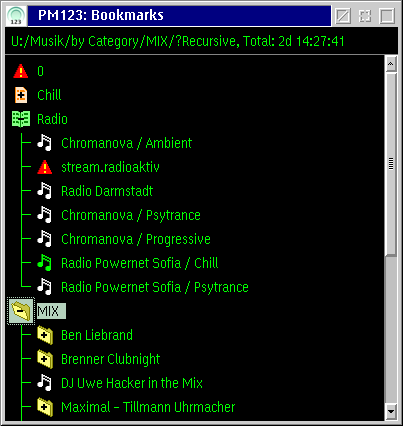 123
PM123: Bookmarks
U:/Musik/by Category/MIX/?Recursive, Total: 2d 14:27:41
0
Chill
Radio
Chromanova / Ambient
stream.radioaktiv
Radio Darmstadt
Chromanova / Psytrance
Chromanova / Progressive
Radio Powernet Sofia / Chill
Radio Powernet Sofia / Psytrance
MIX
Ben Liebrand
Brenner Clubnight
DJ Uwe Hacker in the Mix
Maximal - Tillmann Uhrmacher